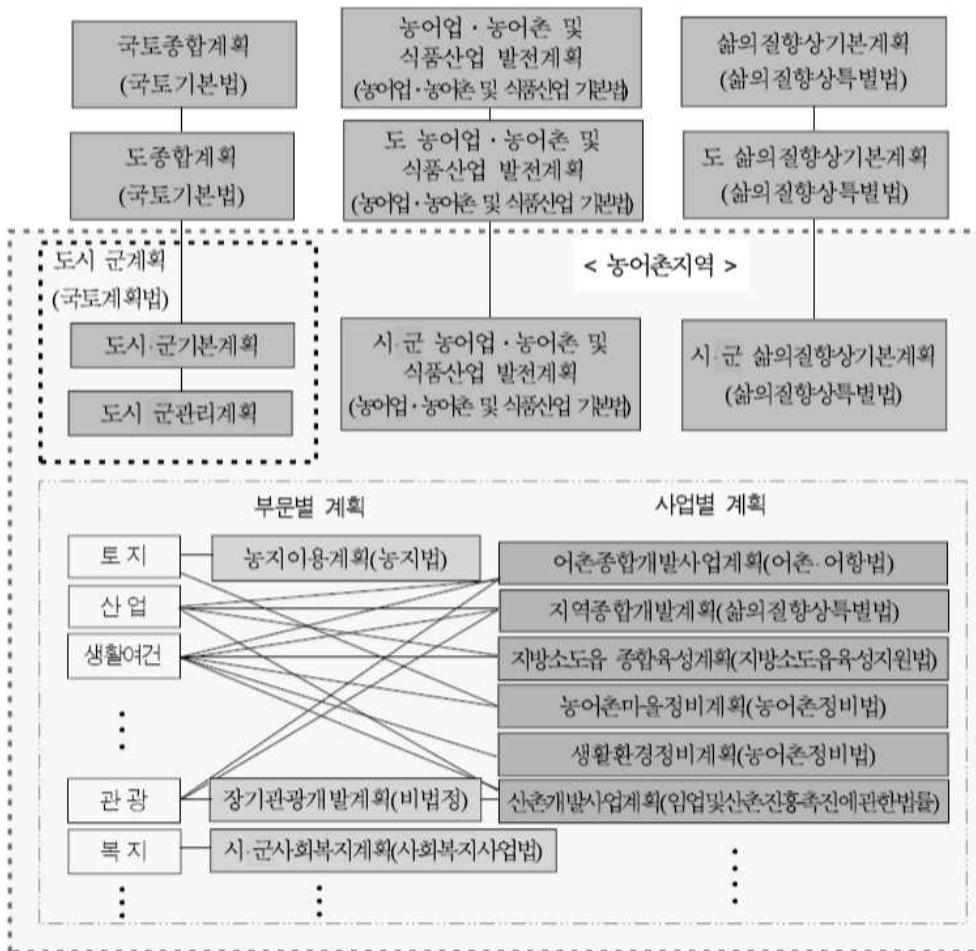 국토종합계획
(국토기본법)
농어업·농어촌 및
식품산업 발전계획
(농어업·농어촌 및 식품산업 기본법)
삶의질향상기본계획
(삶의질향상특별법)
도종합계획
(국토기본법)
도 농어업·농어촌 및
식품산업 발전계획
(농어업·농어촌 및 식품산업 기본법)
도 삶의질향상기본계획
(삶의질향상특별법)
도시 군계획
(국토계획법)
< 농어촌지역 >
도시·군기본계획
도시 군관리계획
시·군 농어업·농어촌 및
식품산업 발전계획
(농어업·농어촌 및 식품산업 기본법)
시·군 삶의질향상기본계획
(삶의질향상특별법)
부문별 계획
사업별 계획
토지
농지이용계획(농지법)
어촌종합개발사업계획(어촌·어항법)
산업
지역종합개발계획(삶의질향상특별법)
생활여건
지방소도읍 종합육성계획(지방소도읍육성지원법)
농어촌마을정비계획(농어촌정비법)
생활환경정비계획(농어촌정비법)
관광
장기관광개발계획(비법정)
산촌개발사업계획(임업및산촌진흥촉진에관한법률)
복지
시·군사회복지계획(사회복지사업법)